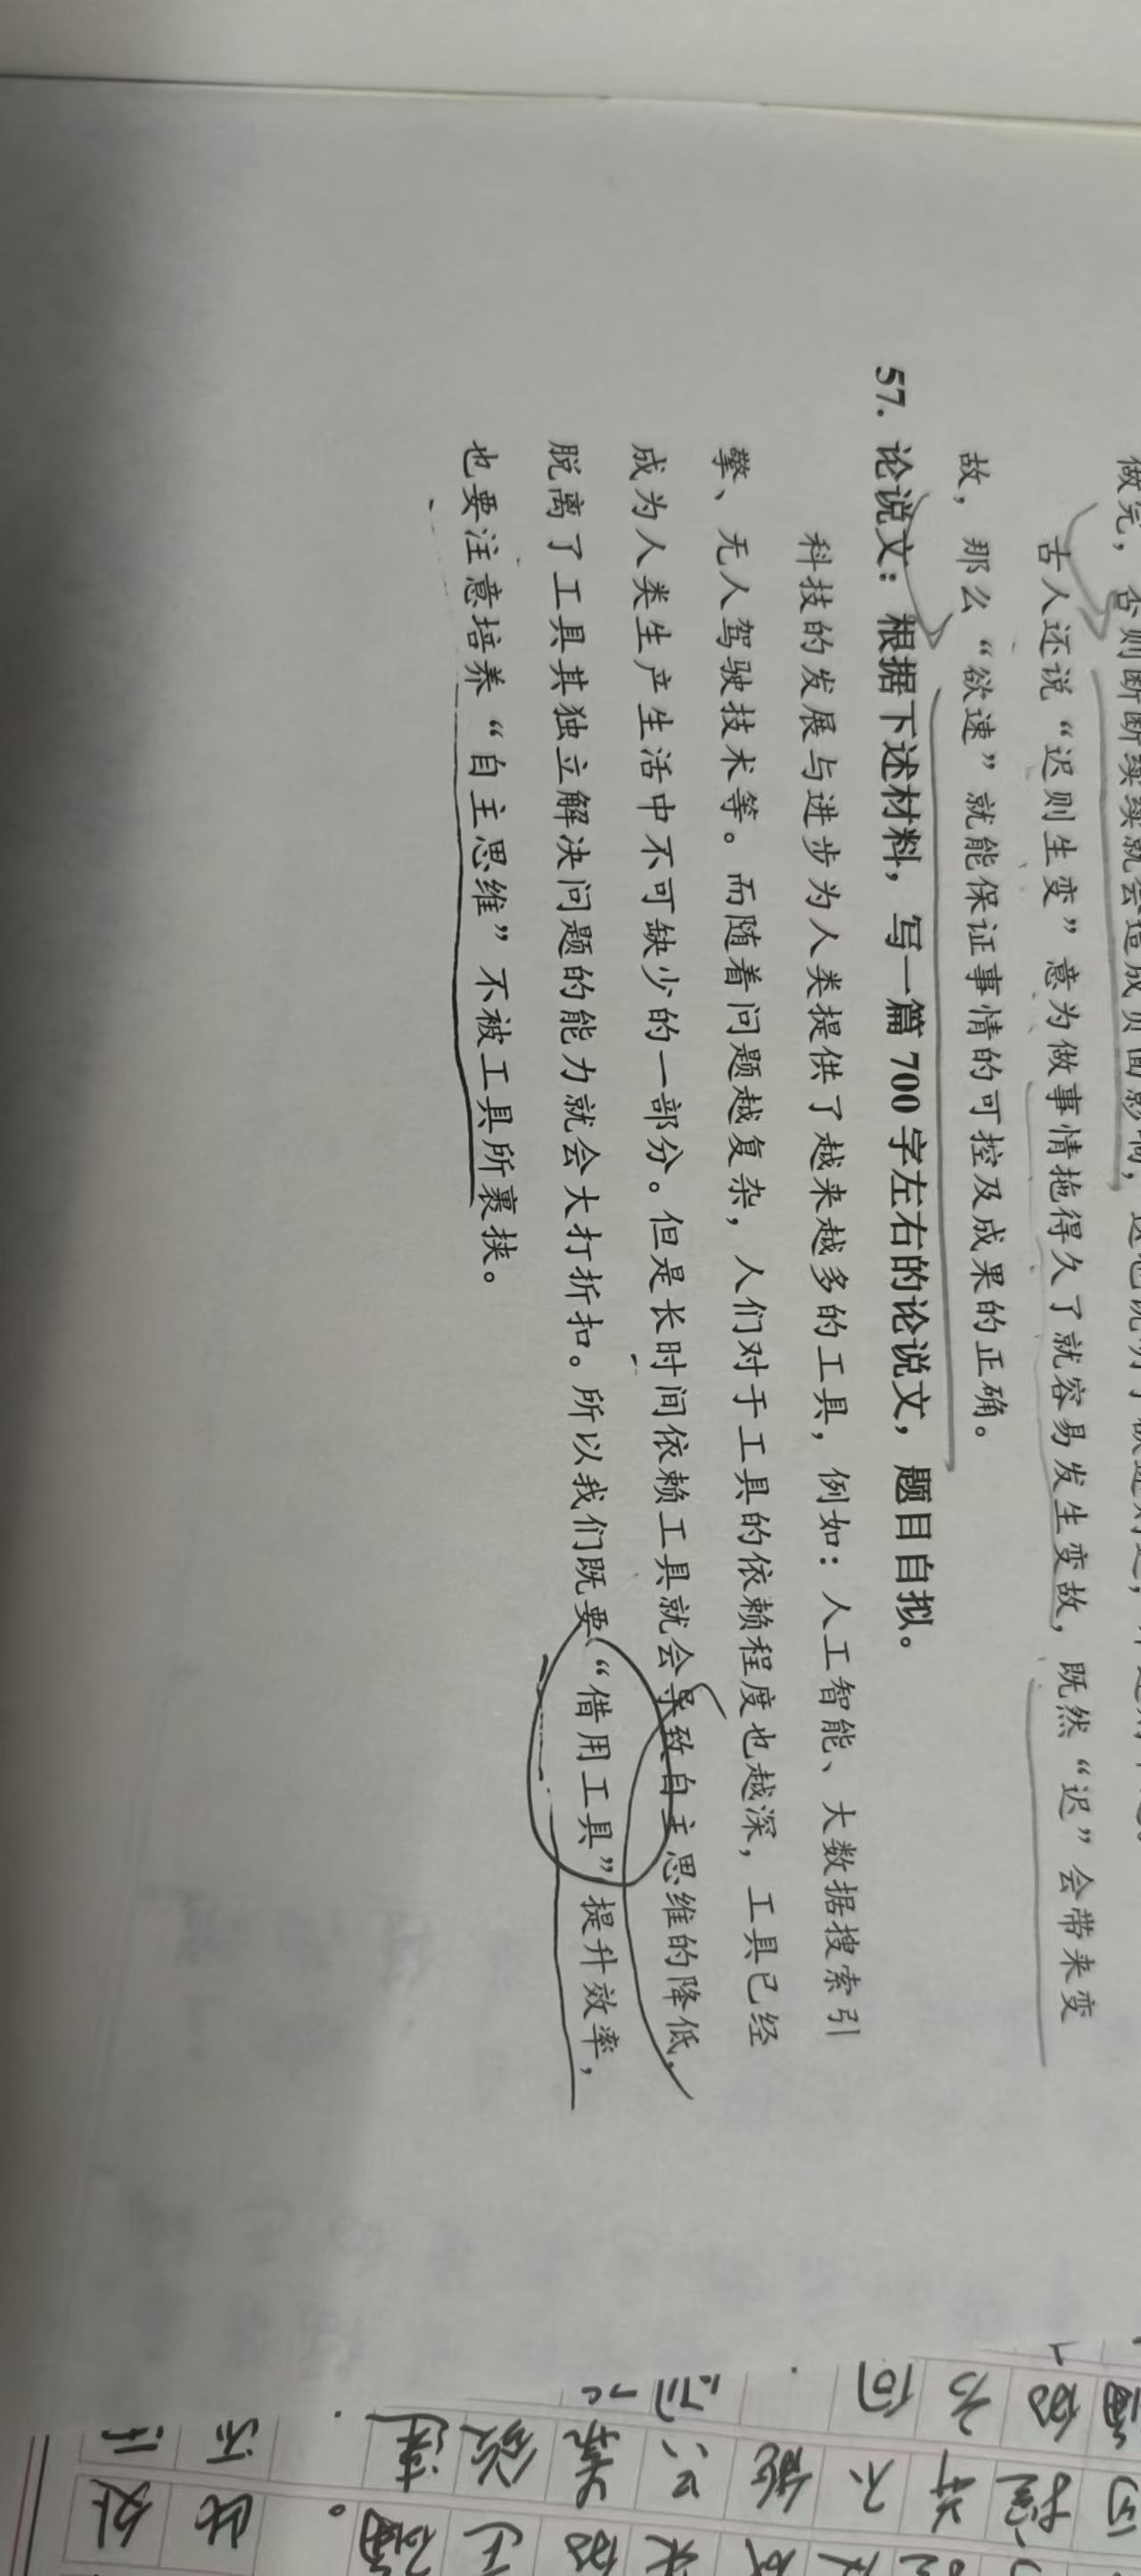 做完，否则断断续续就会造成负面影响，
古人还说“迟则生变”意为做事情拖得久了就容易发生变故，既然“迟”会带来变
故，那么“欲速”就能保证事情的可控及成果的正确。
57. 论说文：根据下述材料，写一篇 700 字左右的论说文，题目自拟。
科技的发展与进步为人类提供了越来越多的工具，例如：人工智能、大数据搜索引
擎、无人驾驶技术等。而随着问题越复杂，人们对于工具的依赖程度也越深，工具已经
成为人类生产生活中不可缺少的一部分。但是长时间依赖工具就会导致自主思维的降低，
脱离了工具其独立解决问题的能力就会大打折扣。所以我们既要“借用工具”提升效率，
也要注意培养“自主思维”不被工具所裹挟。